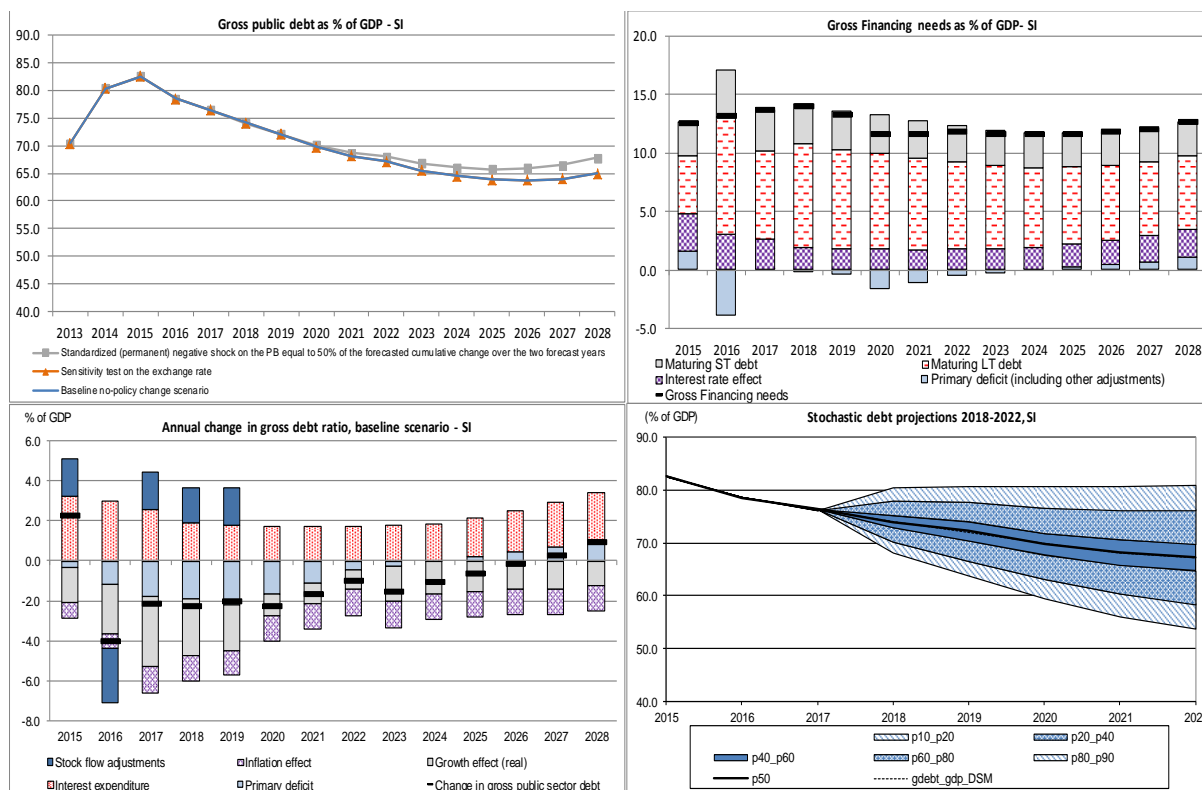 Gross public debt as % of GDP - SI
90.0
85.0
80.0
75.0
70.0
65.0
60.0
55.0
50.0
45.0
40.0
2013 2014 2015 2016 2017 2018 2019 2020 2021 2022 2023 2024 2025 2026 2027 2028
Standardized (permanent) negative shock on the PB equal to 50% of the forecasted cumulative change over the two forecast years
Sensitivity test on the exchange rate
Baseline no-policy change scenario
Gross Financing needs as % of GDP- SI
20.0
15.0
10.0
5.0
0.0
-5.0
2015 2016 2017 2018 2019 2020 2021 2022 2023 2024 2025 2026 2027 2028
Maturing ST debt Maturing LT debt
Interest rate effect Primary deficit (including other adjustments)
Gross Financing needs
% of GDP
Annual change in gross debt ratio, baseline scenario - SI
6.0
4.0
2.0
0.0
-2.0
-4.0
-6.0
-8.0
2015 2016 2017 2018 2019 2020 2021 2022 2023 2024 2025 2026 2027 2028
Stock flow adjustments Inflation effect Growth effect (real)
Interest expenditure Primary deficit Change in gross public sector debt
(% of GDP)
Stochastic debt projections 2018-2022, SI
90.0
80.0
70.0
60.0
50.0
40.0
2015 2016 2017 2018 2019 2020 2021 202
p10_p20 p20_p40
p40_p60 p60_p80 p80_p90
p50 gdebt_gdp_DSM